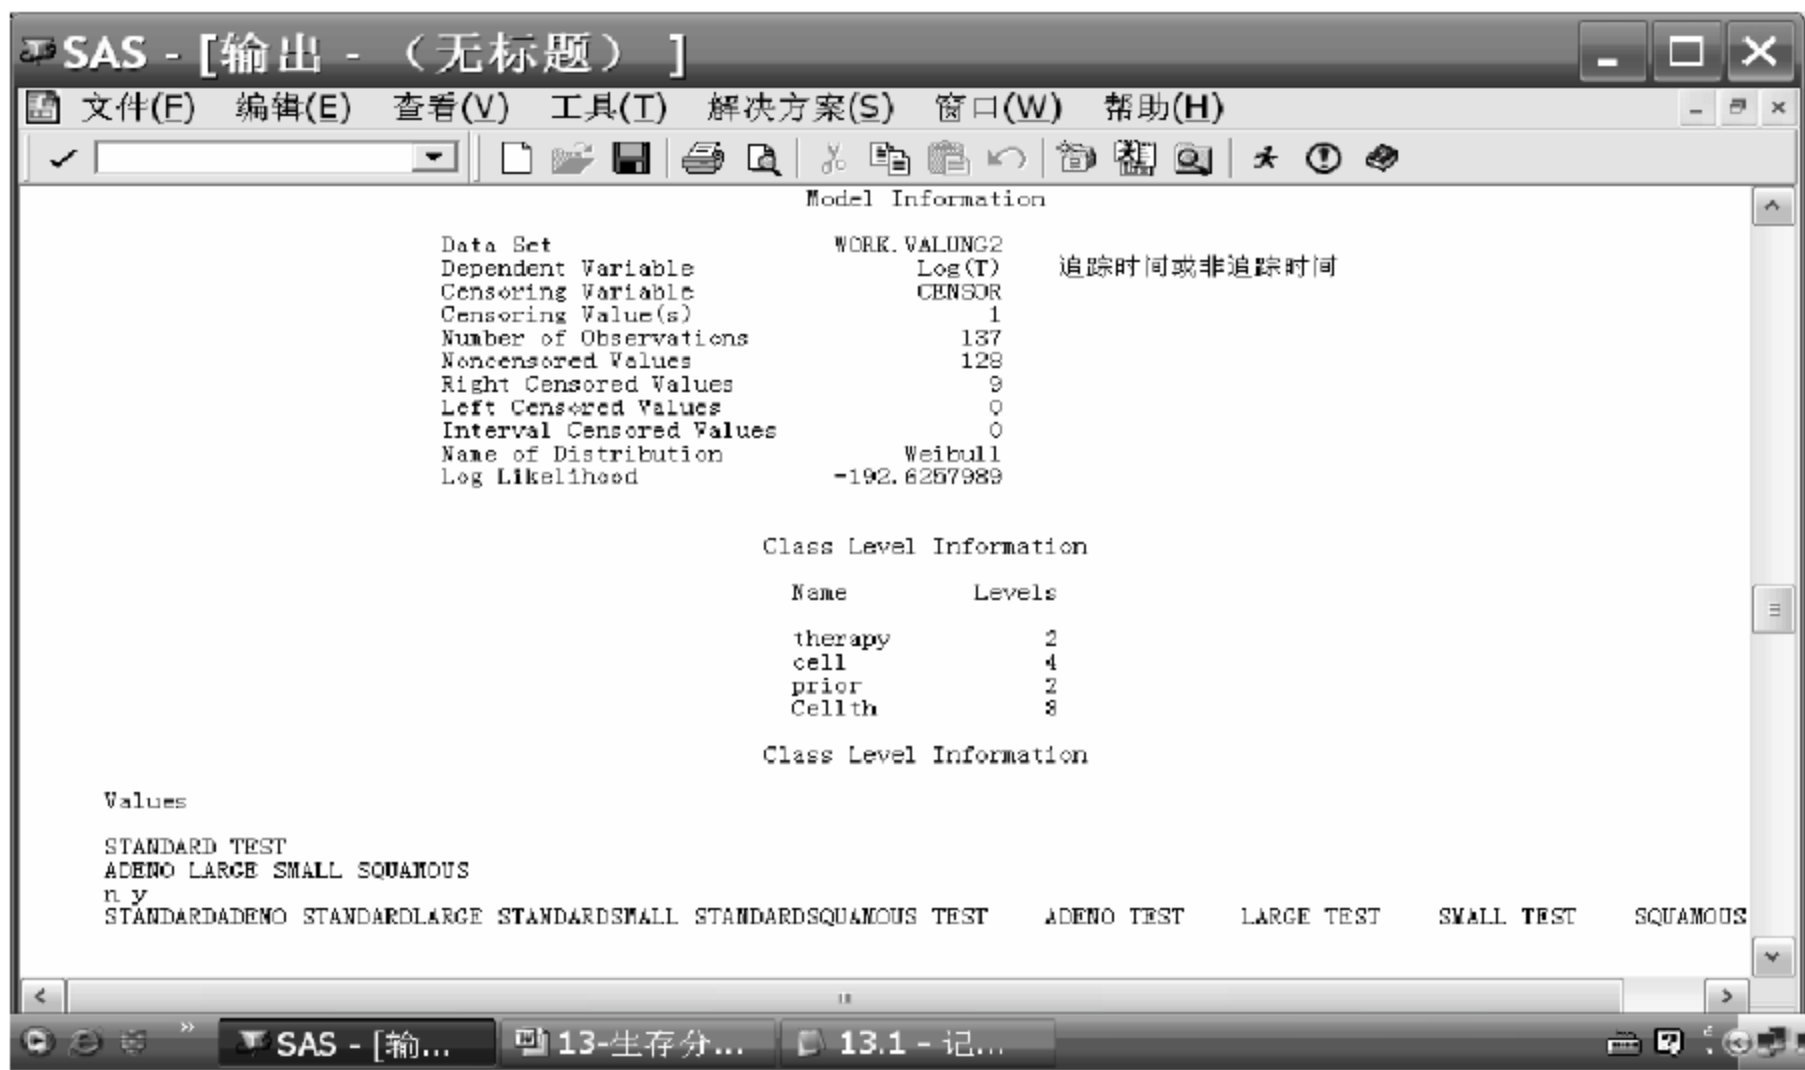 SAS - [输出 - （无标题） ]
文件(F) 编辑(E) 查看(V) 工具(T) 解决方案(S) 窗口(W) 帮助(H)
Model Information
Data Set WORK.VALUNG2
Dependent Variable Log(T) 追踪时间或非追踪时间
Censoring Variable CENSOR
Censoring Value(s) 1
Number of Observations 137
Noncensored Values 128
Right Censored Values 9
Left Censored Values 0
Interval Censored Values 0
Name of Distribution Weibull
Log Likelihood -192.6257989
Class Level Information
Name Levels
therapy 2
cell 4
prior 2
Cellth 8
Class Level Information
Values
STANDARD TEST
ADENO LARGE SMALL SQUAMOUS
n y
STANDARDADENO STANDARDLARGE STANDARDSMALL STANDARDSQUAMOUS TEST ADENO TEST LARGE TEST SMALL TEST SQUAMOUS
SAS - [输... 13-生存分... 13.1 - 记...